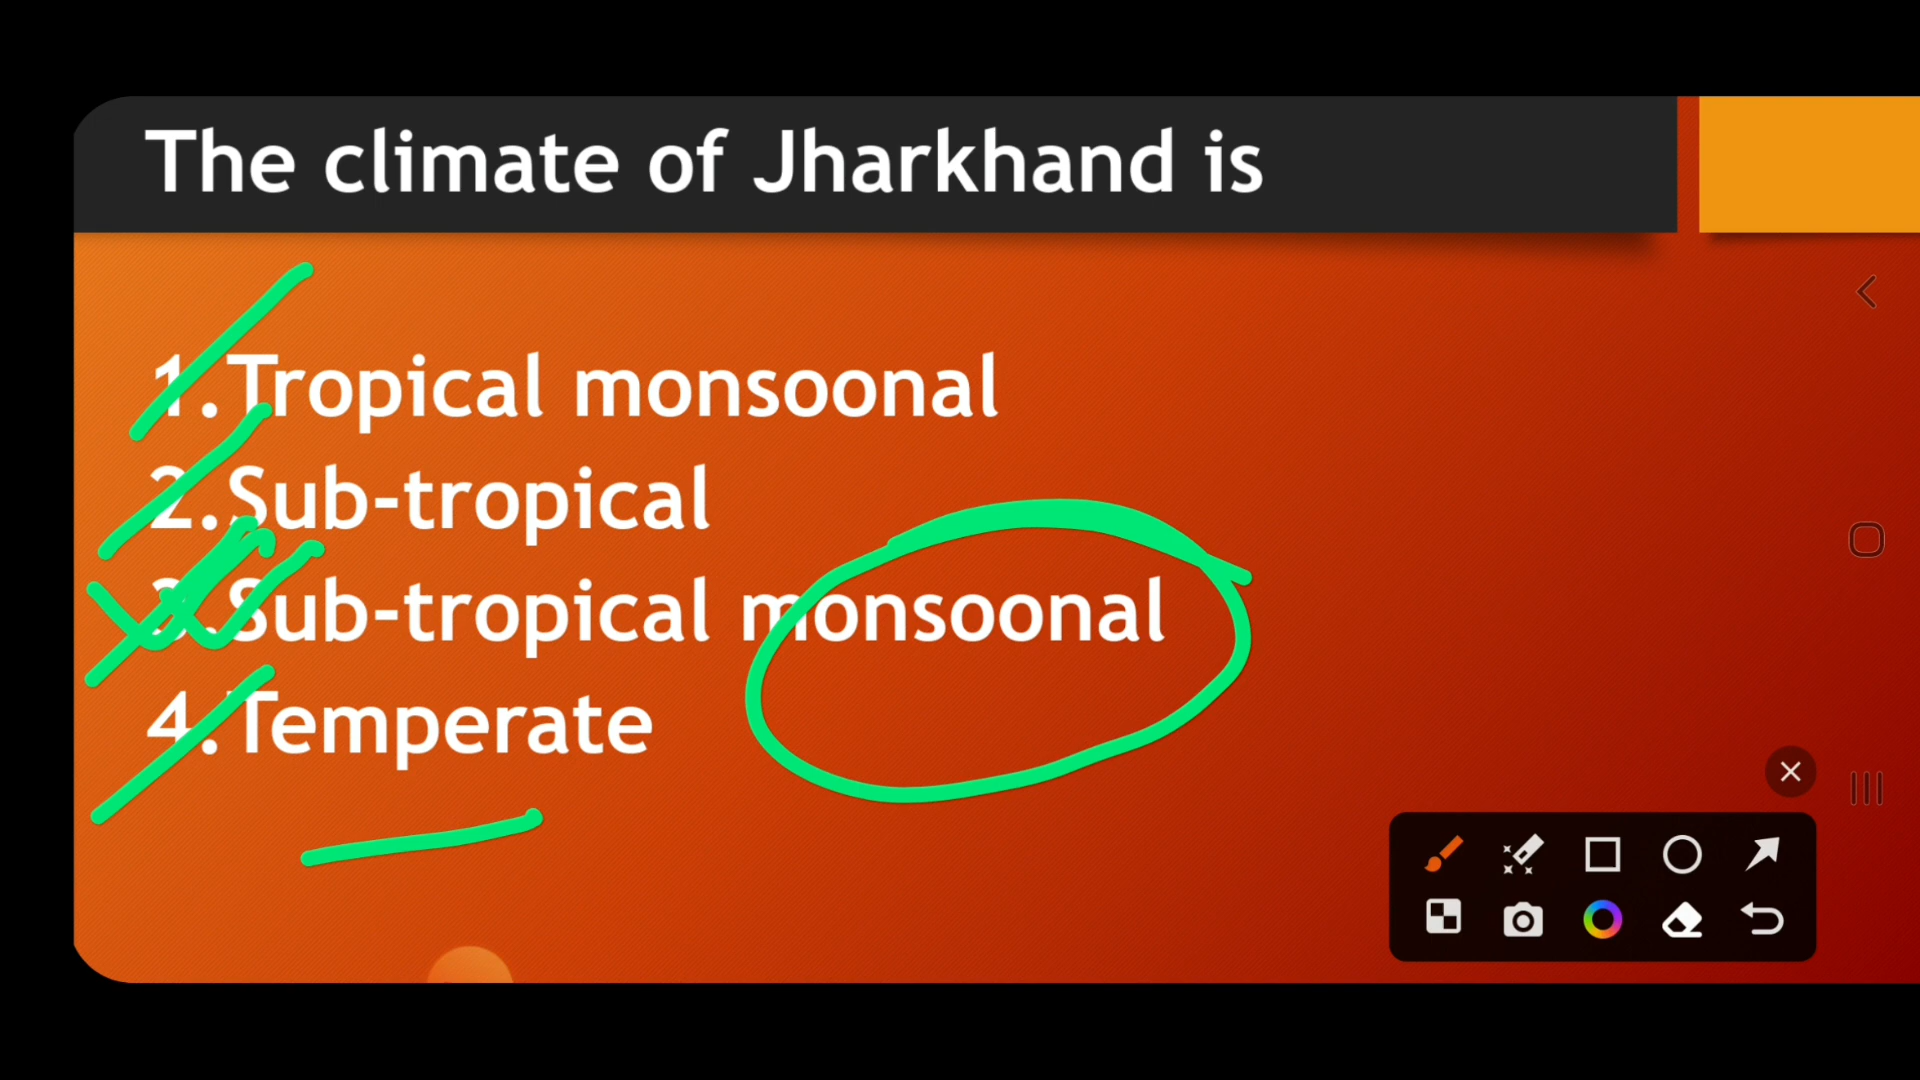 The climate of Jharkhand is
1.Tropical monsoonal
2.Sub-tropical
3.Sub-tropical monsoonal
4.Temperate